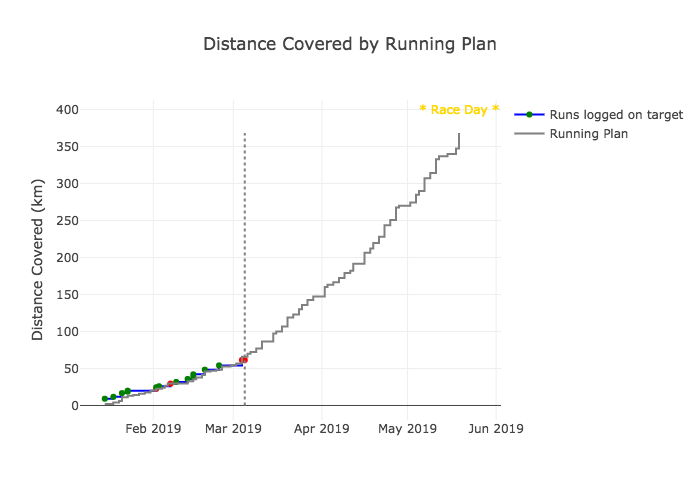 Distance Covered by Running Plan
* Race Day *
Runs logged on target
Running Plan
Distance Covered (km)
400
350
300
250
200
150
100
50
0
Feb 2019
Mar 2019
Apr 2019
May 2019
Jun 2019